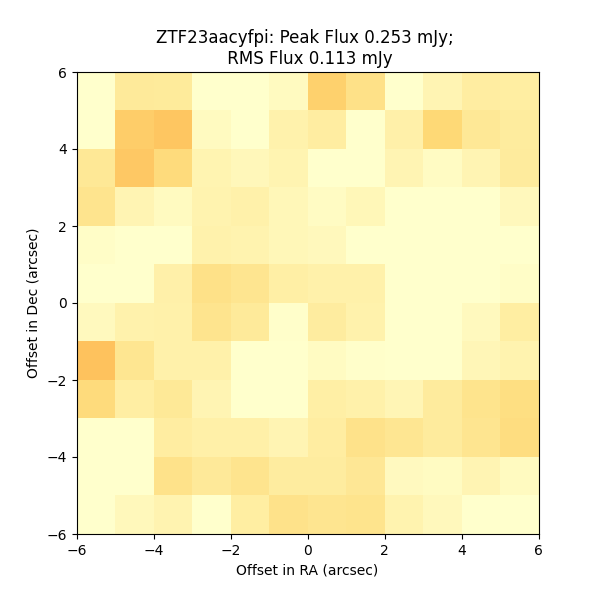 ZTF23aacyfpi: Peak Flux 0.253 mJy;
RMS Flux 0.113 mJy
6
4
2
0
−2
−4
−6
Offset in Dec (arcsec)
−6 −4 −2 0 2 4 6
Offset in RA (arcsec)